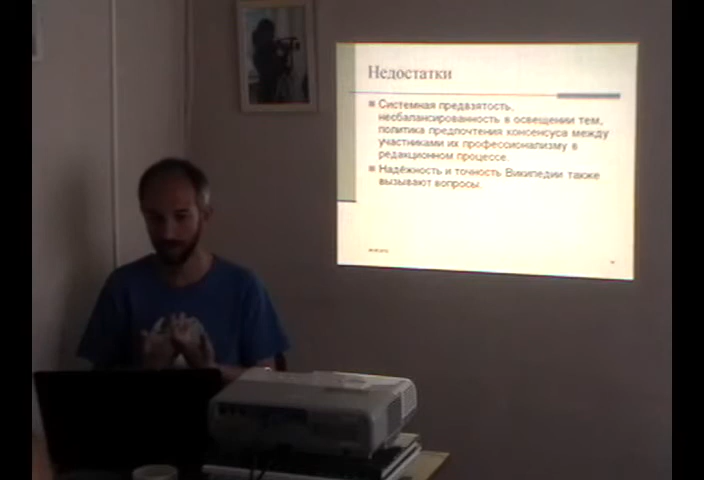 Недостатки
Системная предвзятость,
несбалансированность в освещении тем,
политика предпочтения консенсуса между
участниками их профессионализму в
редакционном процессе.
Надёжность и точность Википедии также
вызывают вопросы.